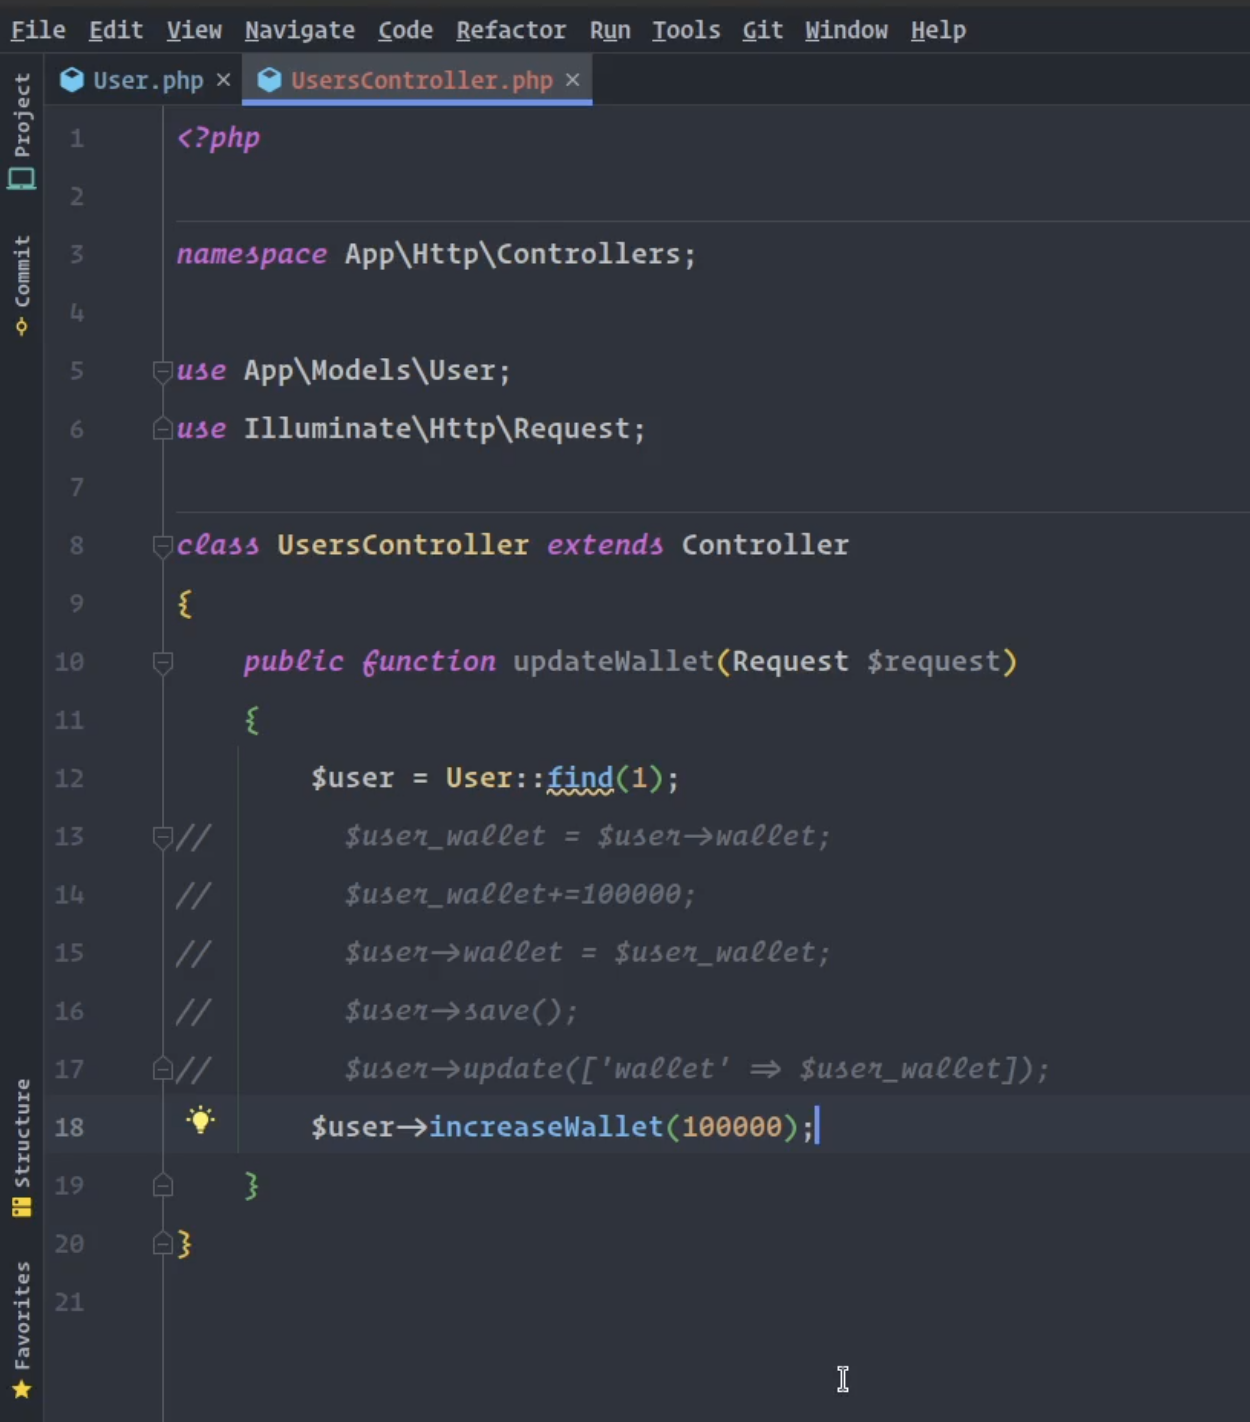 File Edit View Navigate Code Refactor Run Tools Git Window Help
User.php × UsersController.php ×
Project
Commit
Structure
Favorites
1 <?php
2
3 namespace App\Http\Controllers;
4
5 use App\Models\User;
6 use Illuminate\Http\Request;
7
8 class UsersController extends Controller
9 {
10 public function updateWallet(Request $request)
11 {
12 $user = User::find(1);
13 // $user_wallet = $user->wallet;
14 // $user_wallet+=100000;
15 // $user->wallet = $user_wallet;
16 // $user->save();
17 // $user->update(['wallet' => $user_wallet]);
18 $user->increaseWallet(100000);
19 }
20 }
21